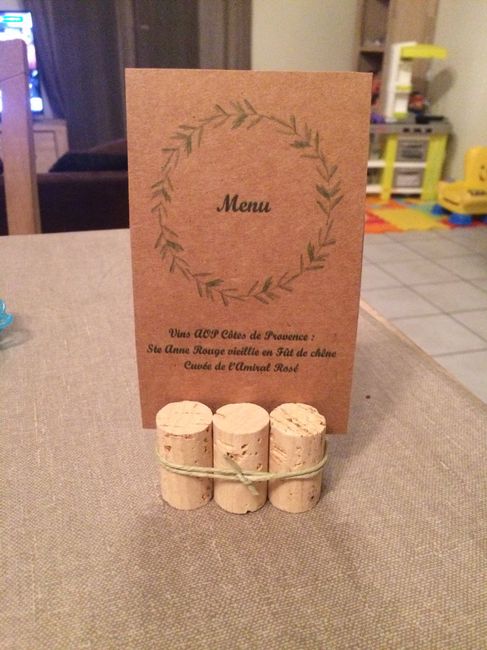 Menu
Vins AOP Côtes de Provence :
Ste Anne Rouge vieillie en Fût de chêne
Cuvée de l'Amiral Rosé